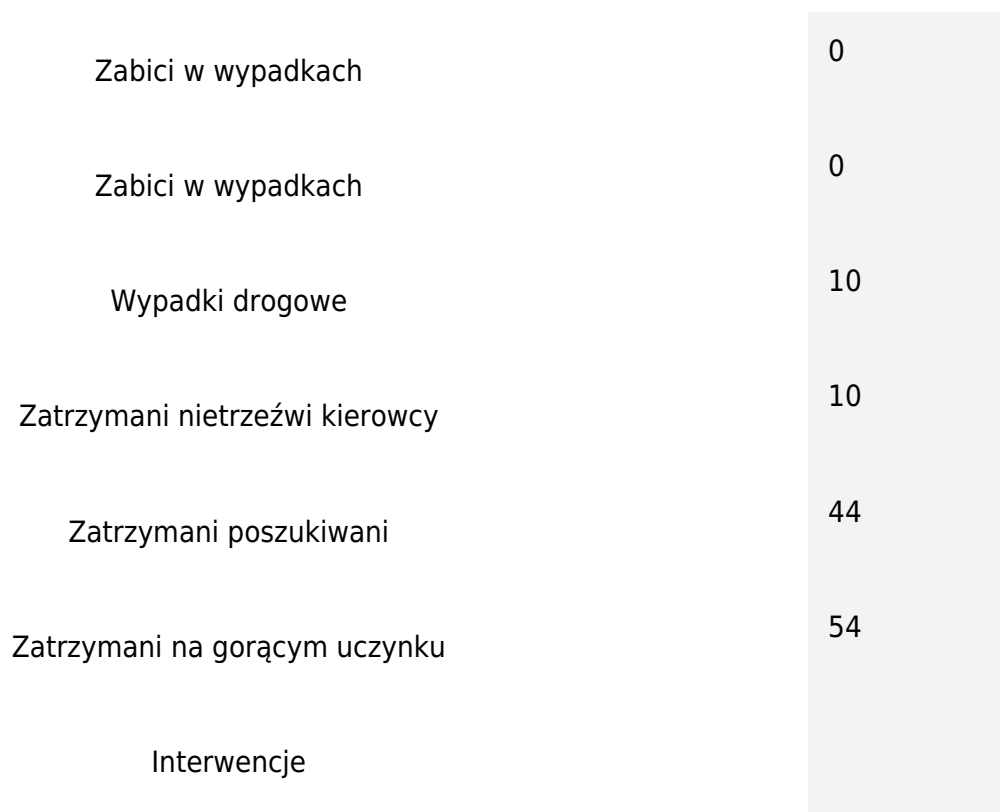 Zabici w wypadkach 0
Zabici w wypadkach 0
Wypadki drogowe 10
Zatrzymani nietrzeźwi kierowcy 10
Zatrzymani poszukiwani 44
Zatrzymani na gorącym uczynku 54
Interwencje